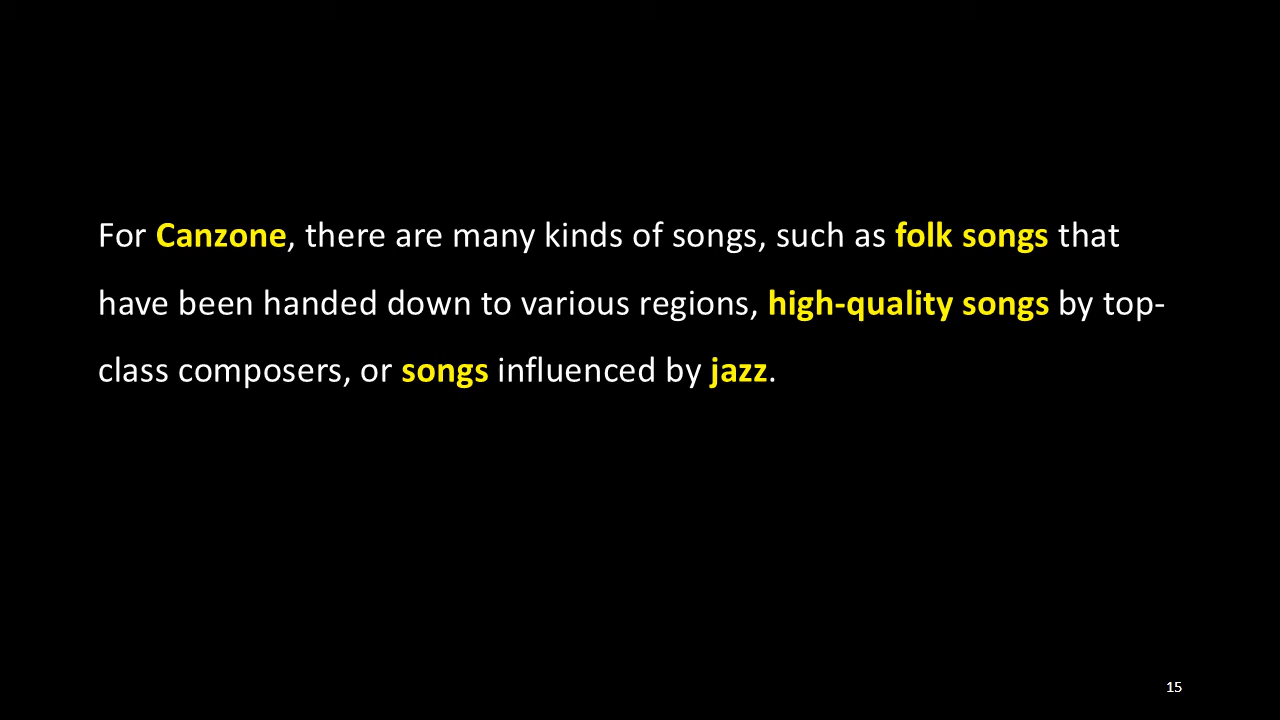 For Canzone, there are many kinds of songs, such as folk songs that
have been handed down to various regions, high-quality songs by top-
class composers, or songs influenced by jazz.
15